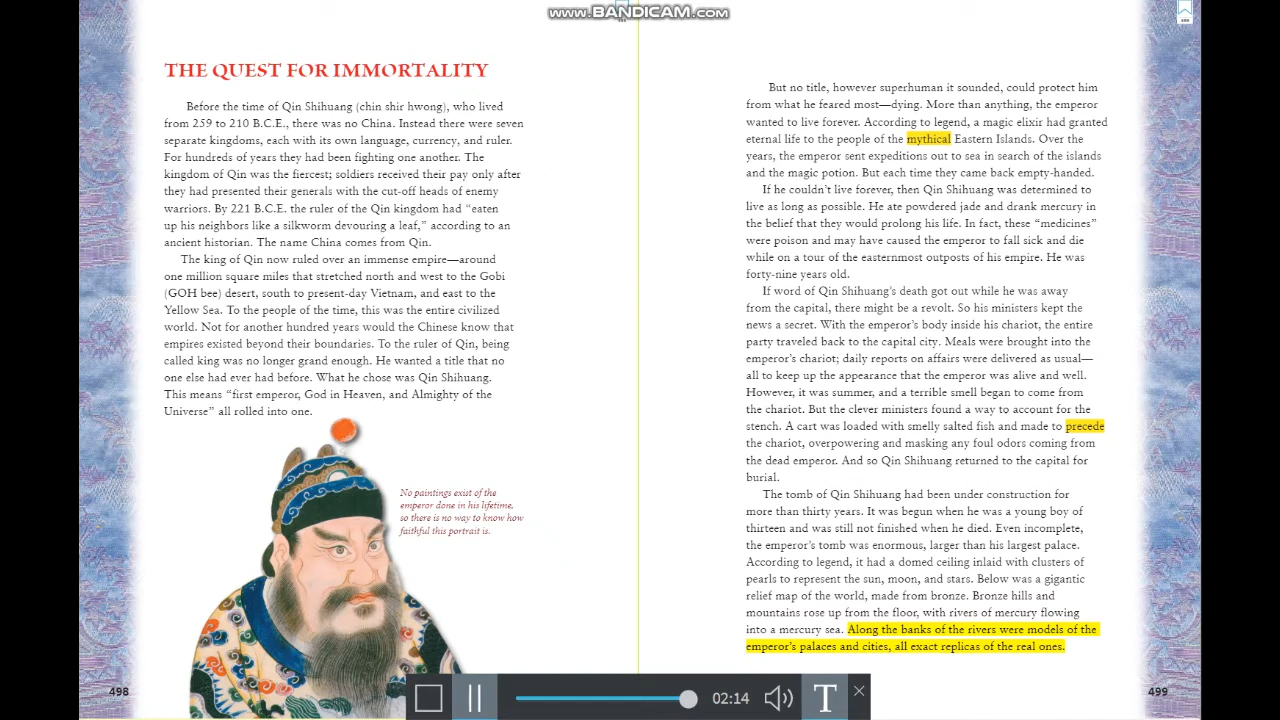 www.BANDICAM.com
THE QUEST FOR IMMORTALITY
Before the time of Qin Shihuang (chin shir hwong), who lived
from 259 to 210 B.C.E., there was no China. Instead there were seven
separate kingdoms, each with its own language, currency, and ruler.
For hundreds of years they had been fighting one another. The
kingdom of Qin was the fiercest; soldiers received their pay only after
they had presented their generals with the cut-off heads of enemy
warriors. By 221 B.C.E. the ruler of the Qin kingdom had “eaten
up his neighbors like a silkworm devouring a leaf,” according to an
ancient historian. The name China comes from Qin.
The king of Qin now ruled over an immense empire—around
one million square miles that stretched north and west to the Gobi
(GOH bee) desert, south to present-day Vietnam, and east to the
Yellow Sea. To the people of the time, this was the entire civilized
world. Not for another hundred years would the Chinese know that
empires existed beyond their boundaries. To the ruler of Qin, being
called king was no longer grand enough. He wanted a title that no
one else had ever had before. What he chose was Qin Shihuang.
This means “first emperor, God in Heaven, and Almighty of the
Universe” all rolled into one.
No paintings exist of the
emperor done in his lifetime,
so there is no way to know how
faithful this portrait is.
498
But no title, however superhuman it sounded, could protect him
from what he feared most—dying. More than anything, the emperor
wanted to live forever. According to legend, a magic elixir had granted
eternal life to the people of the mythical Eastern Islands. Over the
years, the emperor sent expeditions out to sea in search of the islands
and the magic potion. But each time they came back empty-handed.
If he couldn’t live forever, then Qin Shihuang was determined to
live as long as possible. He ate powdered jade and drank mercury in
the belief that they would prolong his life. In fact, these “medicines”
were poison and may have caused the emperor to fall sick and die
while on a tour of the easternmost outposts of his empire. He was
forty-nine years old.
If word of Qin Shihuang’s death got out while he was away
from the capital, there might be a revolt. So his ministers kept the
news a secret. With the emperor’s body inside his chariot, the entire
party traveled back to the capital city. Meals were brought into the
emperor’s chariot; daily reports on affairs were delivered as usual—
all to keep up the appearance that the emperor was alive and well.
However, it was summer, and a terrible smell began to come from
the chariot. But the clever ministers found a way to account for the
stench. A cart was loaded with smelly salted fish and made to precede
the chariot, overpowering and masking any foul odors coming from
the dead emperor. And so Qin Shihuang returned to the capital for
burial.
The tomb of Qin Shihuang had been under construction for
more than thirty years. It was begun when he was a young boy of
thirteen and was still not finished when he died. Even incomplete,
the emperor’s tomb was enormous, larger than his largest palace.
According to legend, it had a domed ceiling inlaid with clusters of
pearls to represent the sun, moon, and stars. Below was a gigantic
relief map of the world, made from bronze. Bronze hills and
mountains rose up from the floor, with rivers of mercury flowing
into a mercury sea. Along the banks of the rivers were models of the
emperor’s palaces and cities, all exact replicas of the real ones.
499
02:14
T